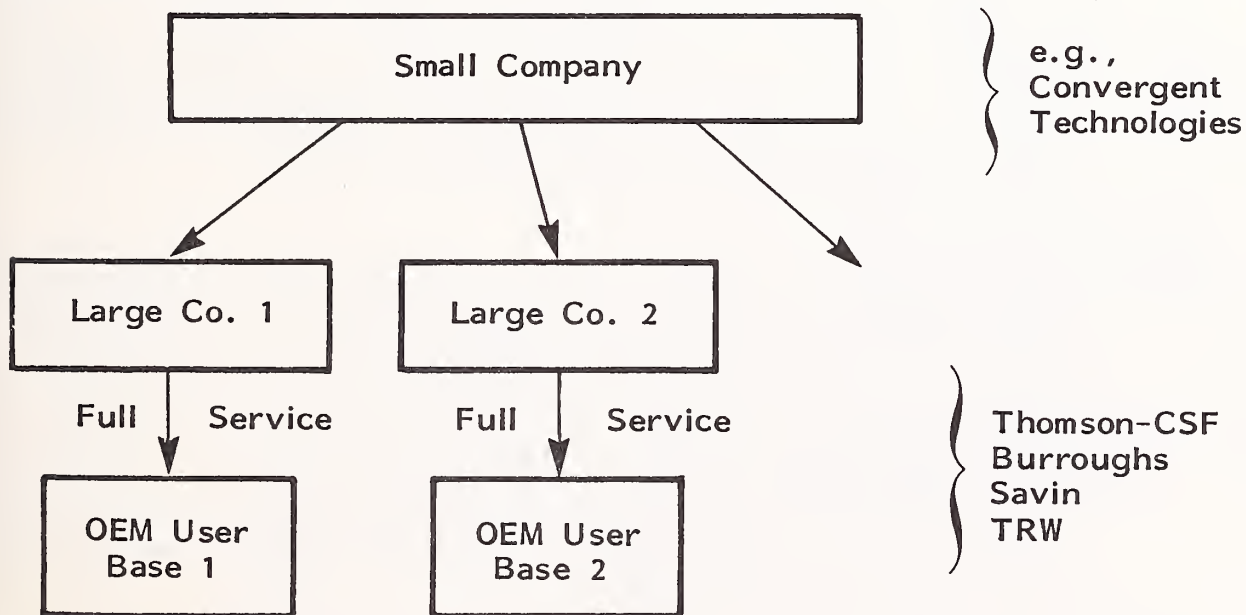 Small Company
e.g.,
Convergent
Technologies
Large Co. 1
Large Co. 2
Full Service
Full Service
Thomson-CSF
Burroughs
Savin
TRW
OEM User
Base 1
OEM User
Base 2